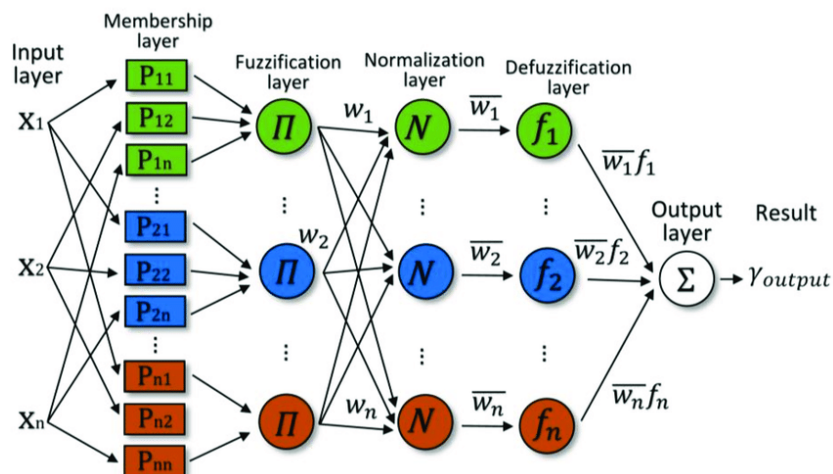 Input
layer
Membership
layer
Fuzzification
layer
Normalization
layer
Defuzzification
layer
Output
layer
Result
X₁
X₂
Xₙ
P₁₁
P₁₂
P₁ₙ
⋮
P₂₁
P₂₂
P₂ₙ
⋮
Pₙ₁
Pₙ₂
Pₙₙ
Π
⋮
Π
⋮
Π
w₁
w₂
wₙ
N
⋮
N
⋮
N
w̅₁
w̅₂
w̅ₙ
f₁
⋮
f₂
⋮
fₙ
w̅₁f₁
w̅₂f₂
w̅ₙfₙ
Σ
γₒᵤₜₚᵤₜ